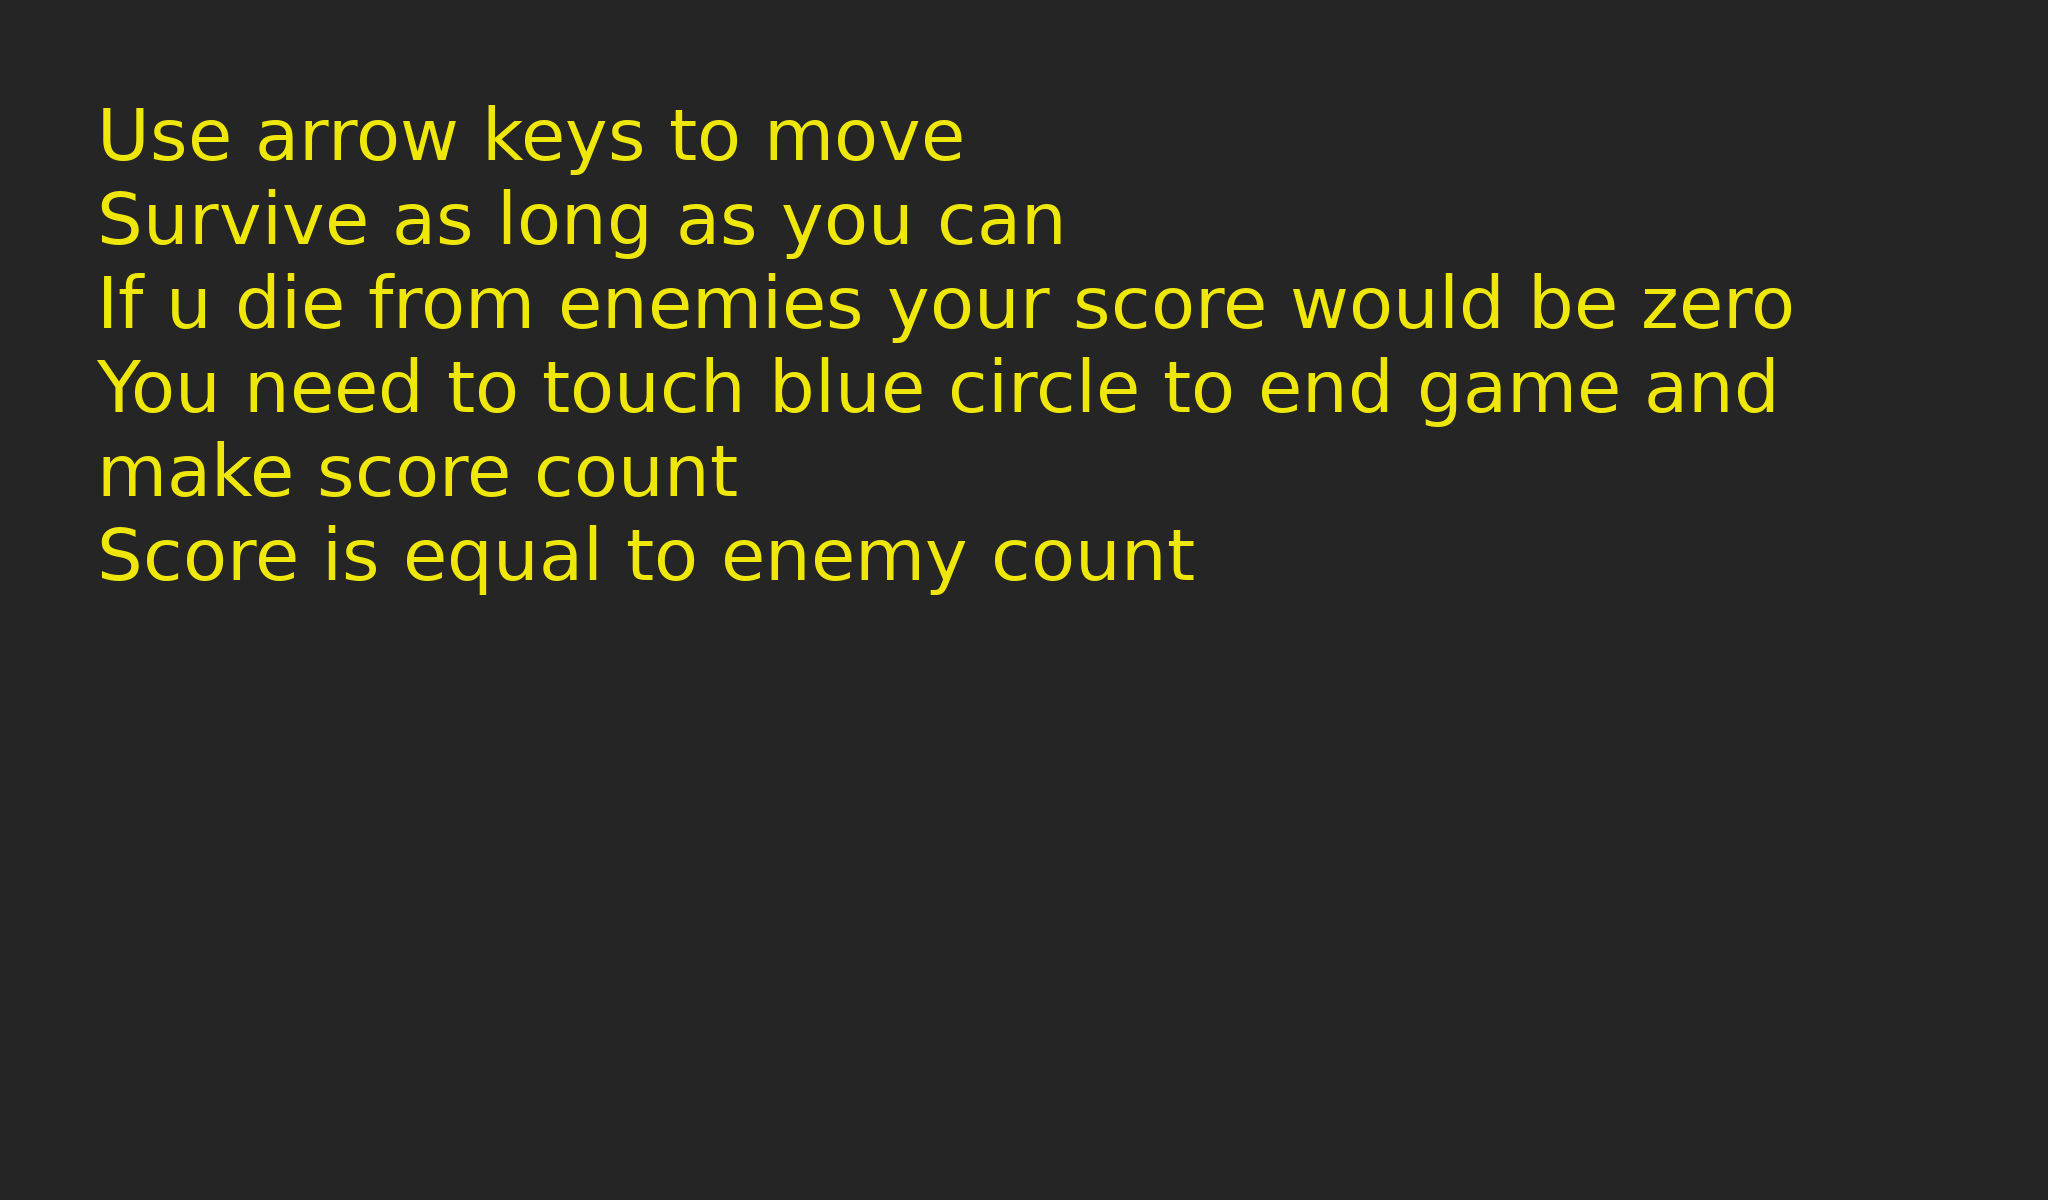 Use arrow keys to move
Survive as long as you can
If u die from enemies your score would be zero
You need to touch blue circle to end game and
make score count
Score is equal to enemy count